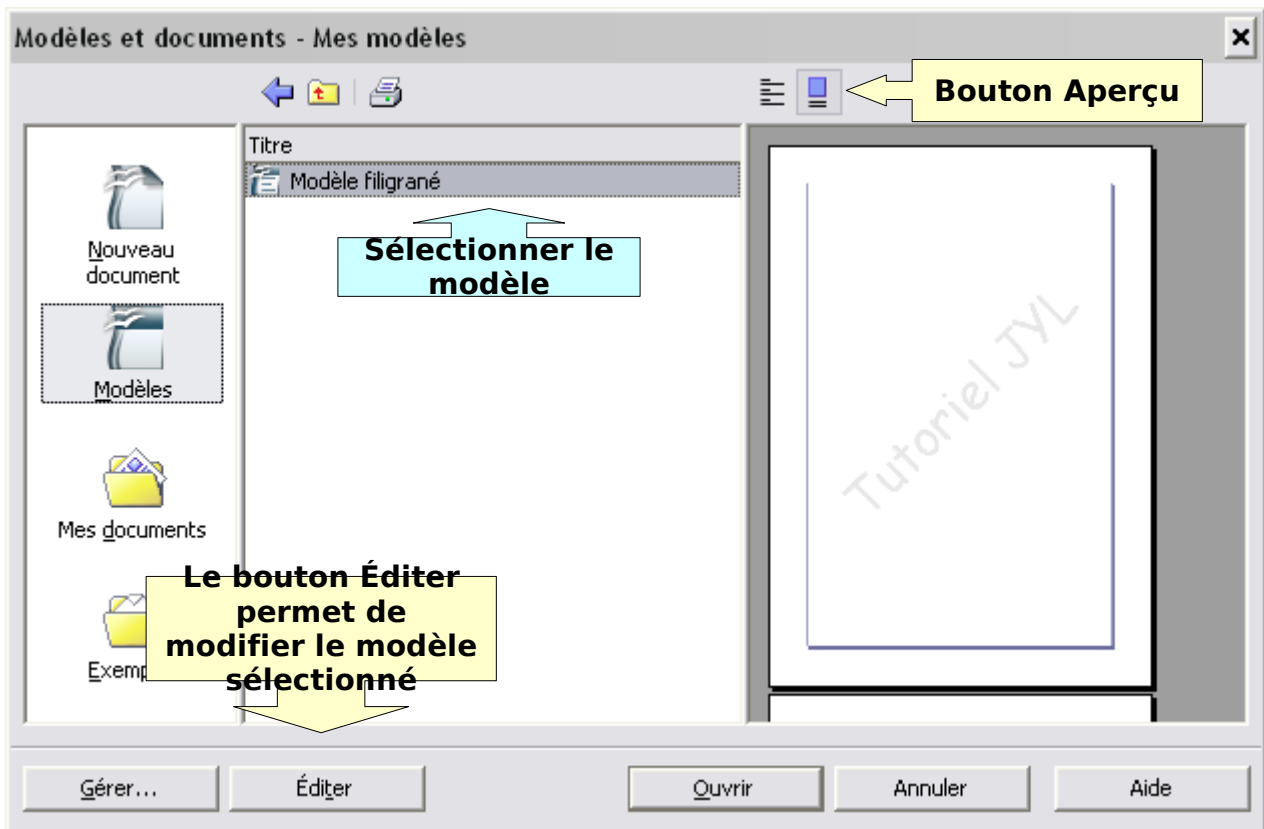 Modèles et documents - Mes modèles
Bouton Aperçu
Titre
Modèle filigrané
Sélectionner le
modèle
Nouveau
document
Modèles
Mes documents
Le bouton Éditer
permet de
modifier le modèle
sélectionné
Tutoriel JYL
Gérer...
Éditer
Ouvrir
Annuler
Aide